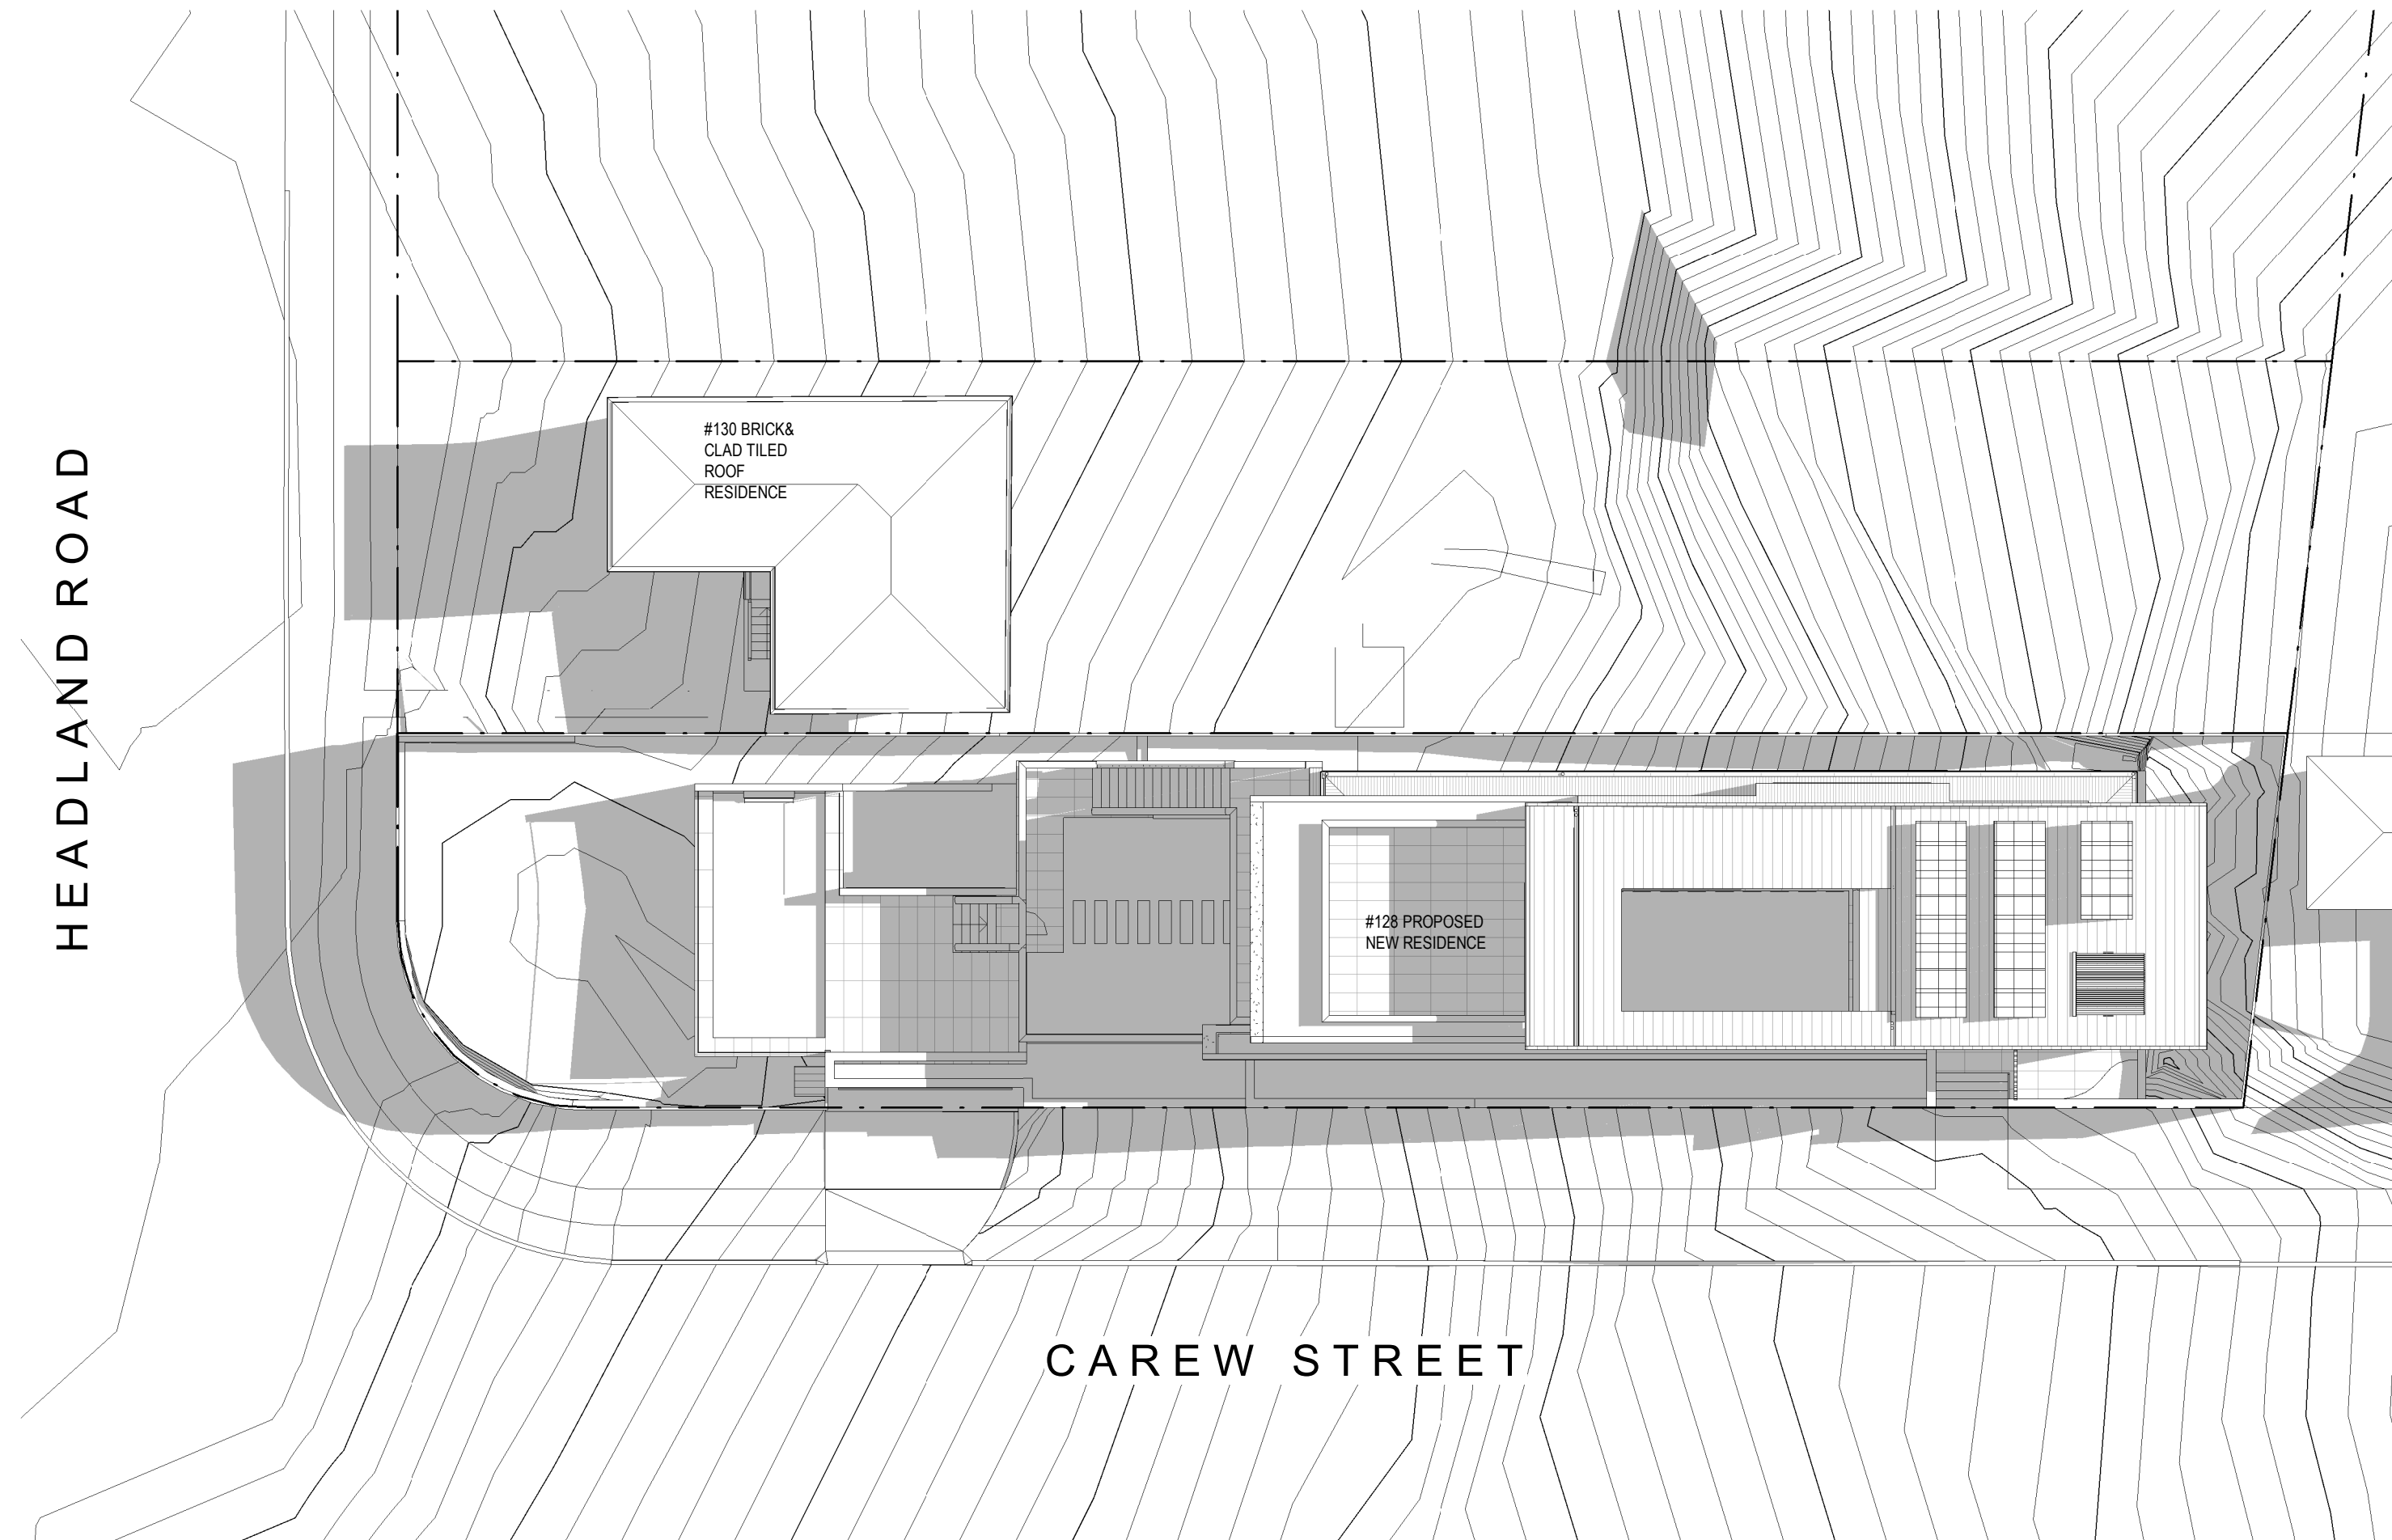 HEADLAND ROAD
#130 BRICK&
CLAD TILED
ROOF
RESIDENCE
#128 PROPOSED
NEW RESIDENCE
CAREW STREET